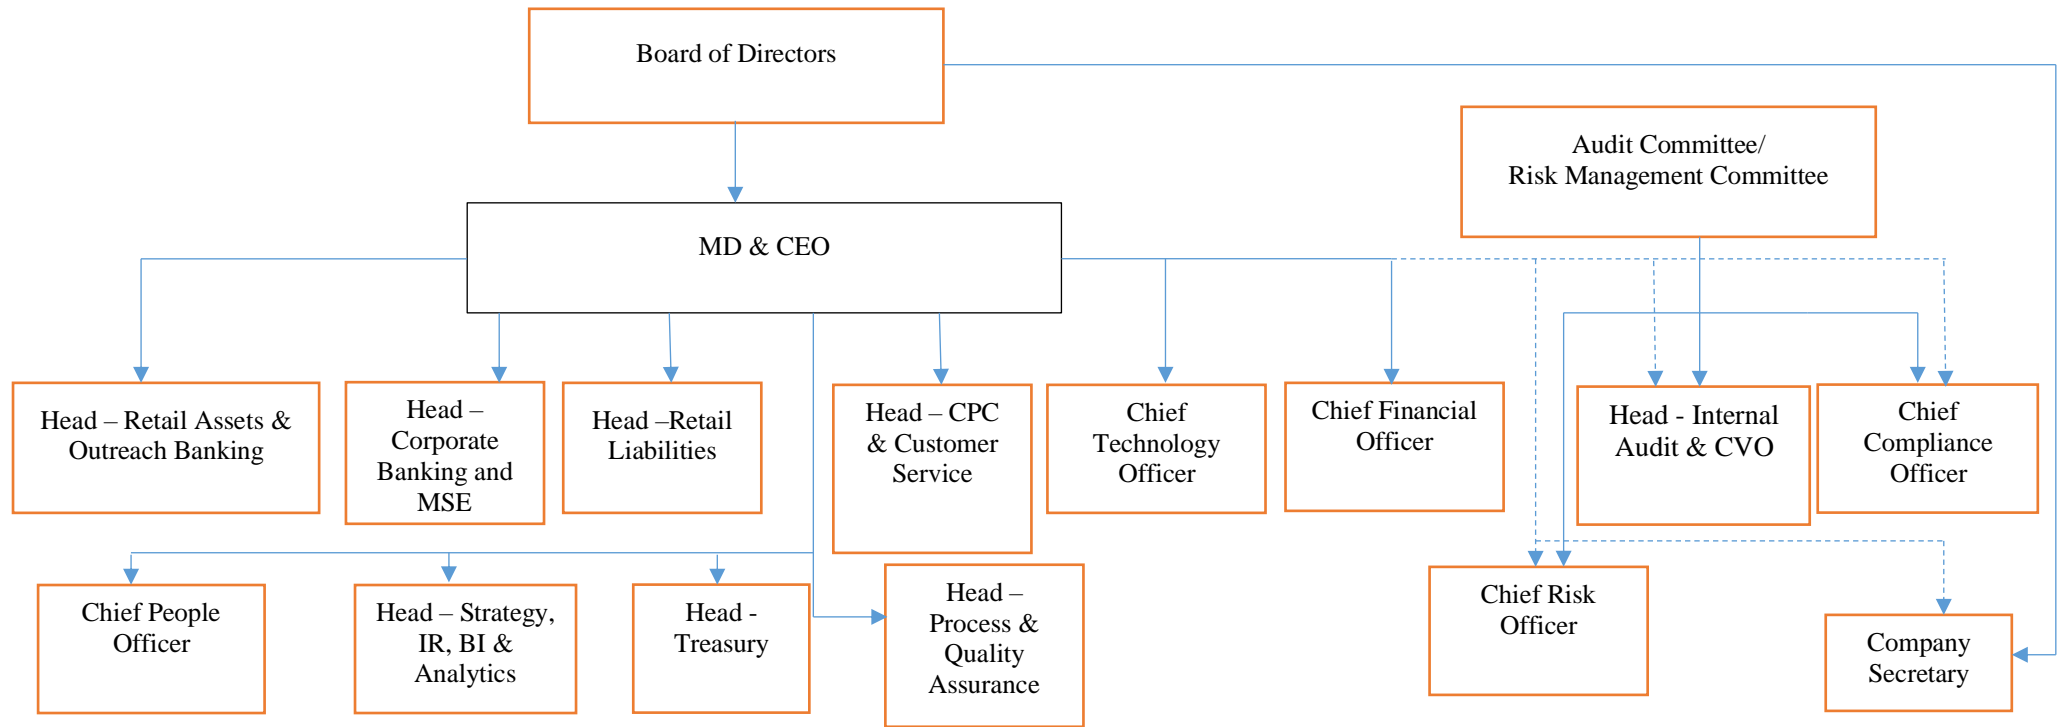 Board of Directors
Audit Committee/
Risk Management Committee
MD & CEO
Head – Retail Assets &
Outreach Banking
Head –
Corporate
Banking and
MSE
Head –Retail
Liabilities
Head – CPC
& Customer
Service
Chief
Technology
Officer
Chief Financial
Officer
Head - Internal
Audit & CVO
Chief
Compliance
Officer
Chief People
Officer
Head – Strategy,
IR, BI &
Analytics
Head -
Treasury
Head –
Process &
Quality
Assurance
Chief Risk
Officer
Company
Secretary